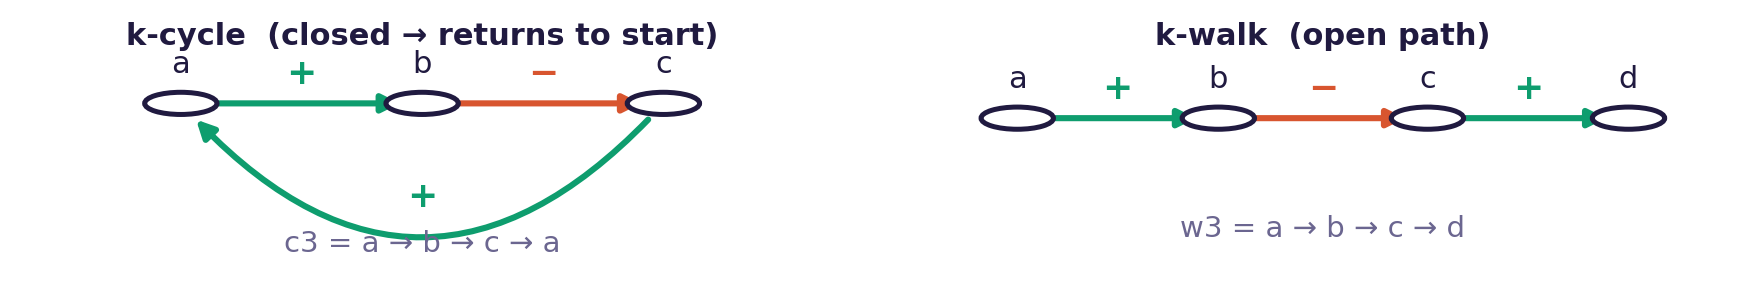 k-cycle (closed → returns to start)
a + b − c
+
c3 = a → b → c → a
k-walk (open path)
a + b − c + d
w3 = a → b → c → d